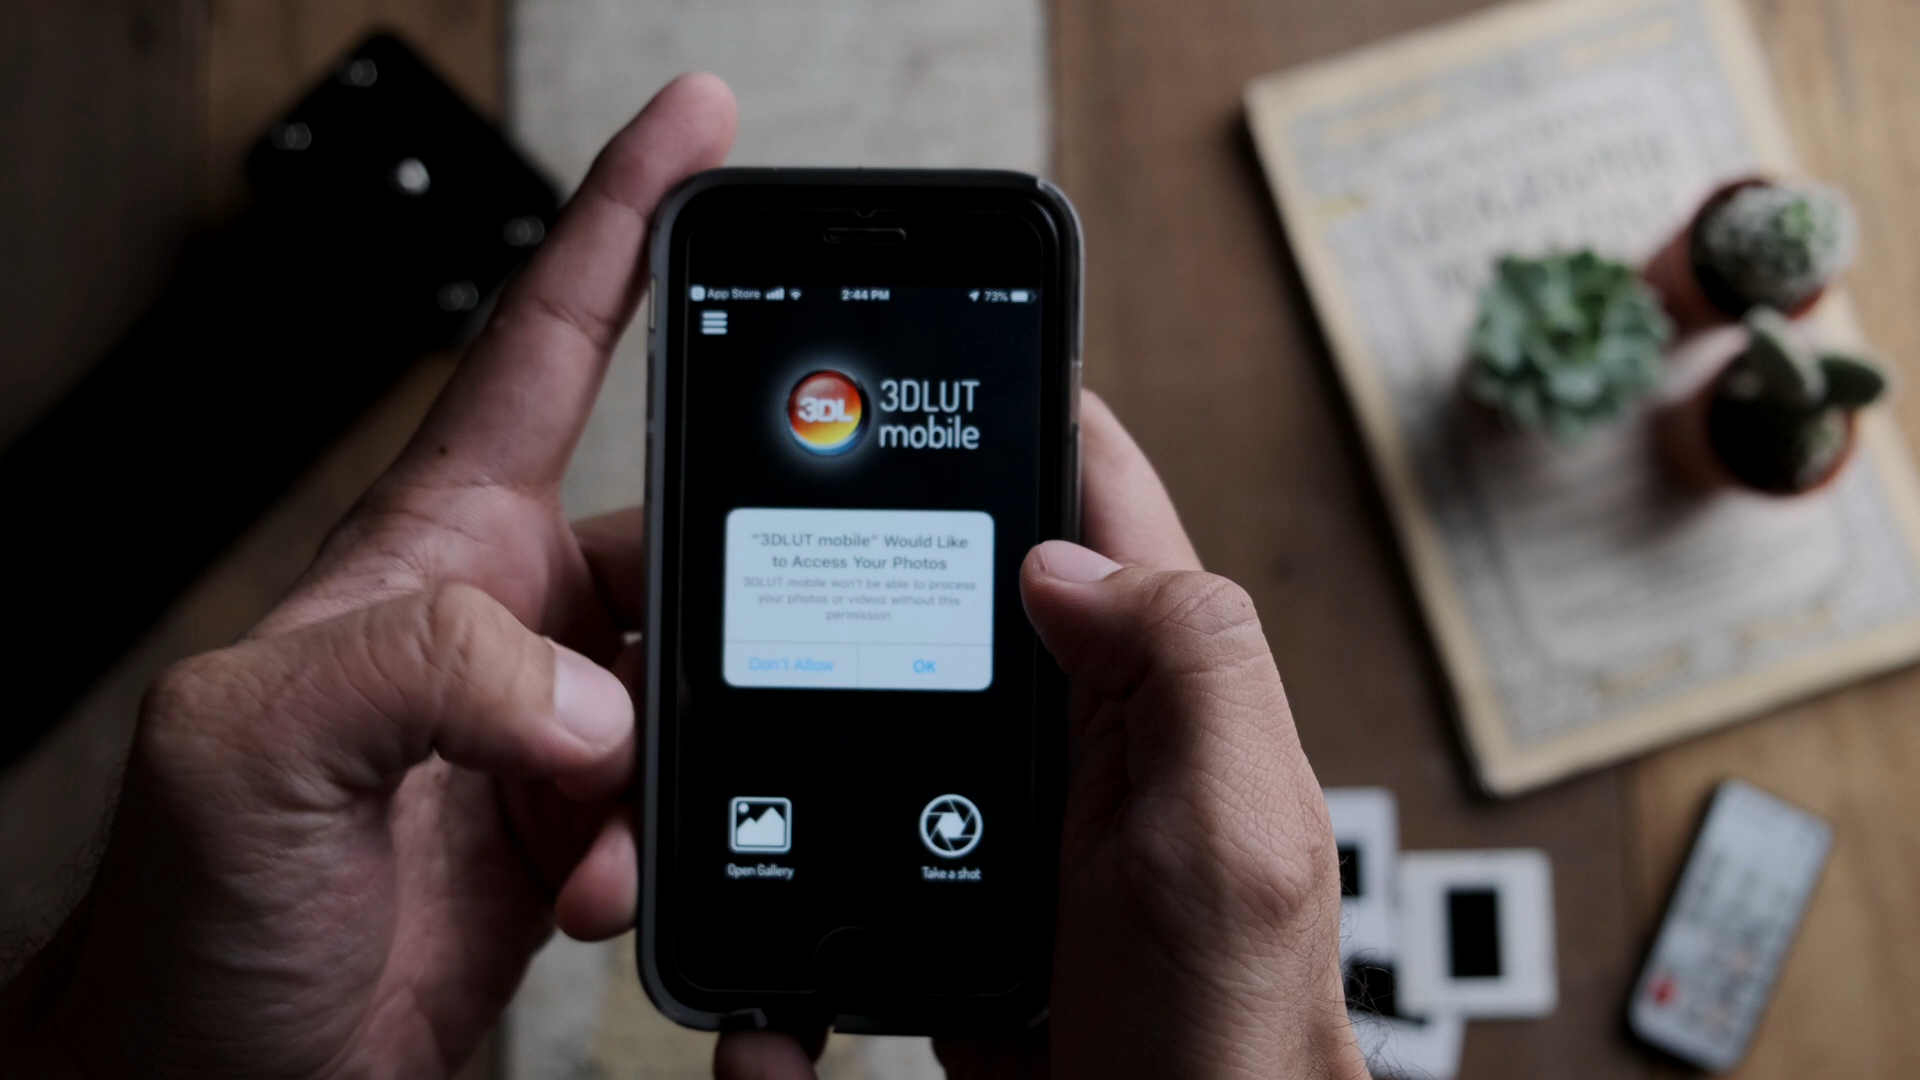 App Store 2:44 PM 73%
3DL
3DLUT
mobile
"3DLUT mobile" Would Like
to Access Your Photos
3DLUT mobile won't be able to process
your photos or videos without this
permission
Don't Allow OK
Open Gallery Take a shot